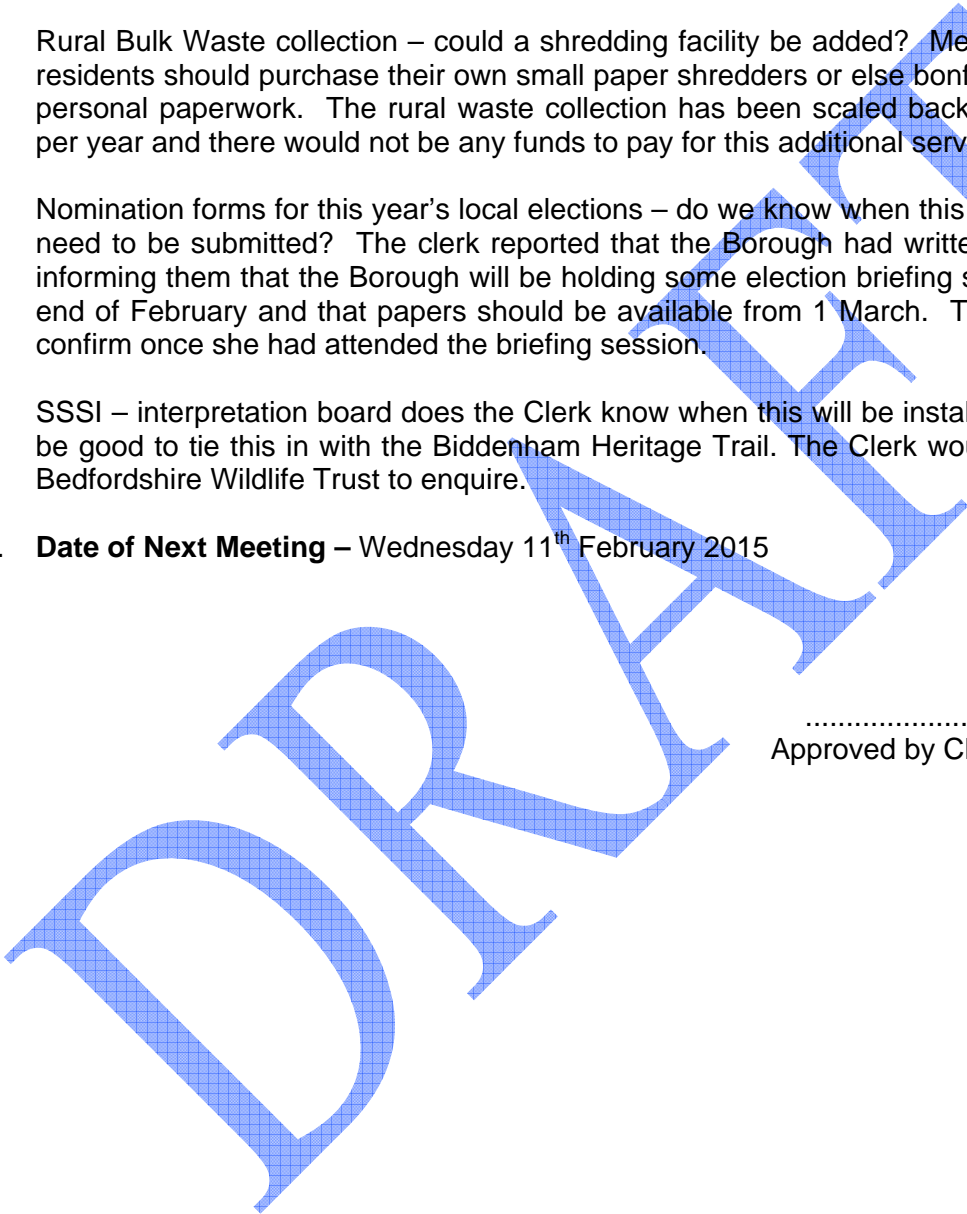 Rural Bulk Waste collection – could a shredding facility be added? Me
residents should purchase their own small paper shredders or else bonf
personal paperwork. The rural waste collection has been scaled back
per year and there would not be any funds to pay for this additional serv
Nomination forms for this year's local elections – do we know when this
need to be submitted? The clerk reported that the Borough had writte
informing them that the Borough will be holding some election briefing s
end of February and that papers should be available from 1 March. T
confirm once she had attended the briefing session.
SSSI – interpretation board does the Clerk know when this will be instal
be good to tie this in with the Biddenham Heritage Trail. The Clerk wou
Bedfordshire Wildlife Trust to enquire.
. Date of Next Meeting – Wednesday 11th February 2015
....................
Approved by Cl
DRAFT